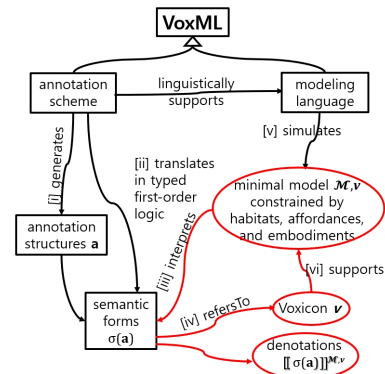 VoxML
annotation
scheme
linguistically
supports
modeling
language
[i] generates
[ii] translates
in typed
first-order
logic
[v] simulates
minimal model ℳ,𝓿
constrained by
habitats, affordances,
and embodiments
annotation
structures a
[iii] interprets
[vi] supports
semantic
forms
σ(a)
[iv] refersTo
Voxicon 𝓿
denotations
⟦σ(a)⟧ℳ,𝓿